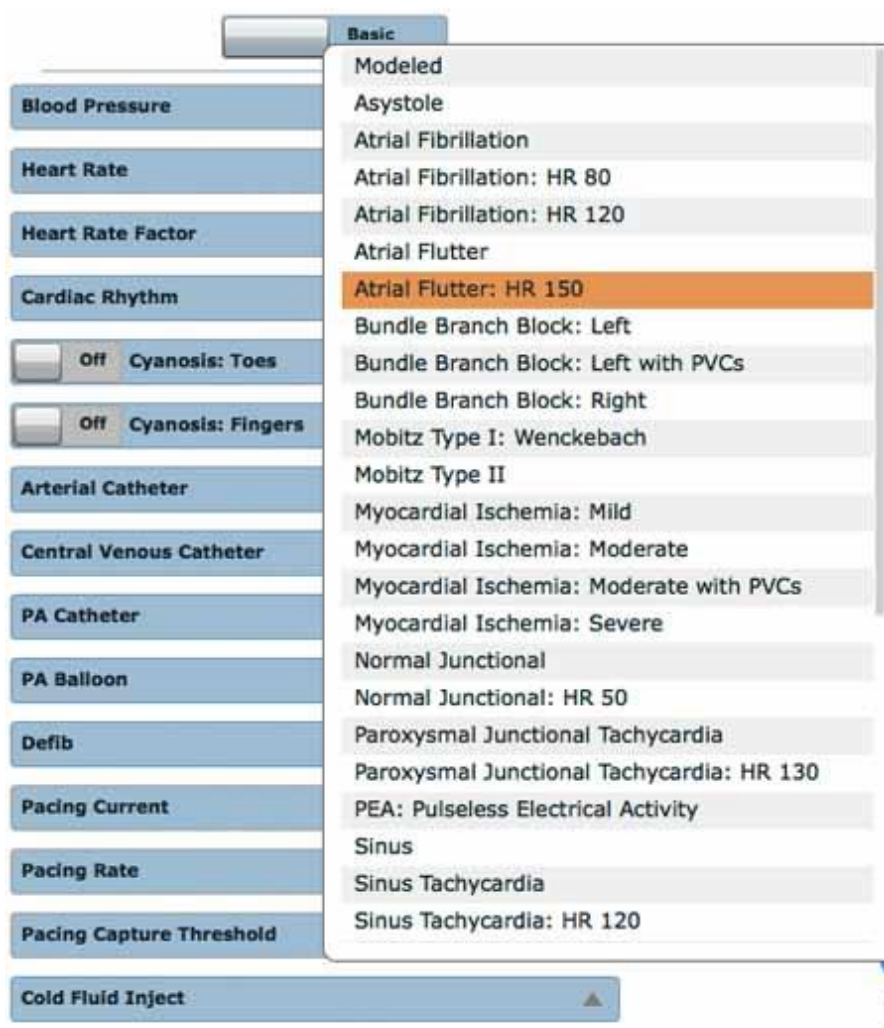 Basic
Blood Pressure
Heart Rate
Heart Rate Factor
Cardiac Rhythm
Off Cyanosis: Toes
Off Cyanosis: Fingers
Arterial Catheter
Central Venous Catheter
PA Catheter
PA Balloon
Defib
Pacing Current
Pacing Rate
Pacing Capture Threshold
Cold Fluid Inject
Modeled
Asystole
Atrial Fibrillation
Atrial Fibrillation: HR 80
Atrial Fibrillation: HR 120
Atrial Flutter
Atrial Flutter: HR 150
Bundle Branch Block: Left
Bundle Branch Block: Left with PVCs
Bundle Branch Block: Right
Mobitz Type I: Wenckebach
Mobitz Type II
Myocardial Ischemia: Mild
Myocardial Ischemia: Moderate
Myocardial Ischemia: Moderate with PVCs
Myocardial Ischemia: Severe
Normal Junctional
Normal Junctional: HR 50
Paroxysmal Junctional Tachycardia
Paroxysmal Junctional Tachycardia: HR 130
PEA: Pulseless Electrical Activity
Sinus
Sinus Tachycardia
Sinus Tachycardia: HR 120